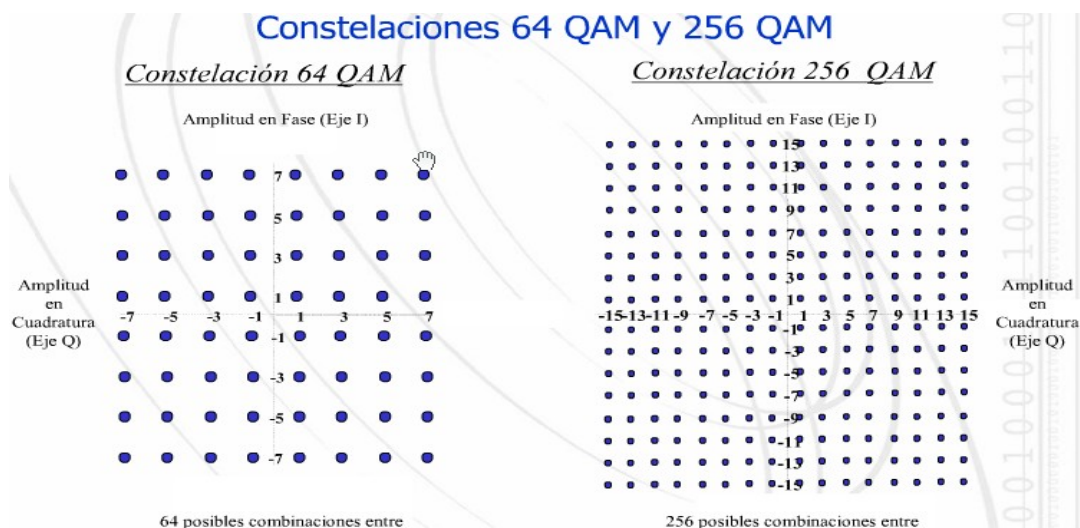 Constelaciones 64 QAM y 256 QAM
Constelación 64 QAM
Amplitud en Fase (Eje I)
7
5
3
1
-7 -5 -3 -1 1 3 5 7
-1
-3
-5
-7
Amplitud
en
Cuadratura
(Eje Q)
64 posibles combinaciones entre
Constelación 256 QAM
Amplitud en Fase (Eje I)
15
13
11
9
7
5
3
1
-15 -13 -11 -9 -7 -5 -3 -1 1 3 5 7 9 11 13 15
-1
-3
-5
-7
-9
-11
-13
-15
Amplitud
en
Cuadratura
(Eje Q)
256 posibles combinaciones entre